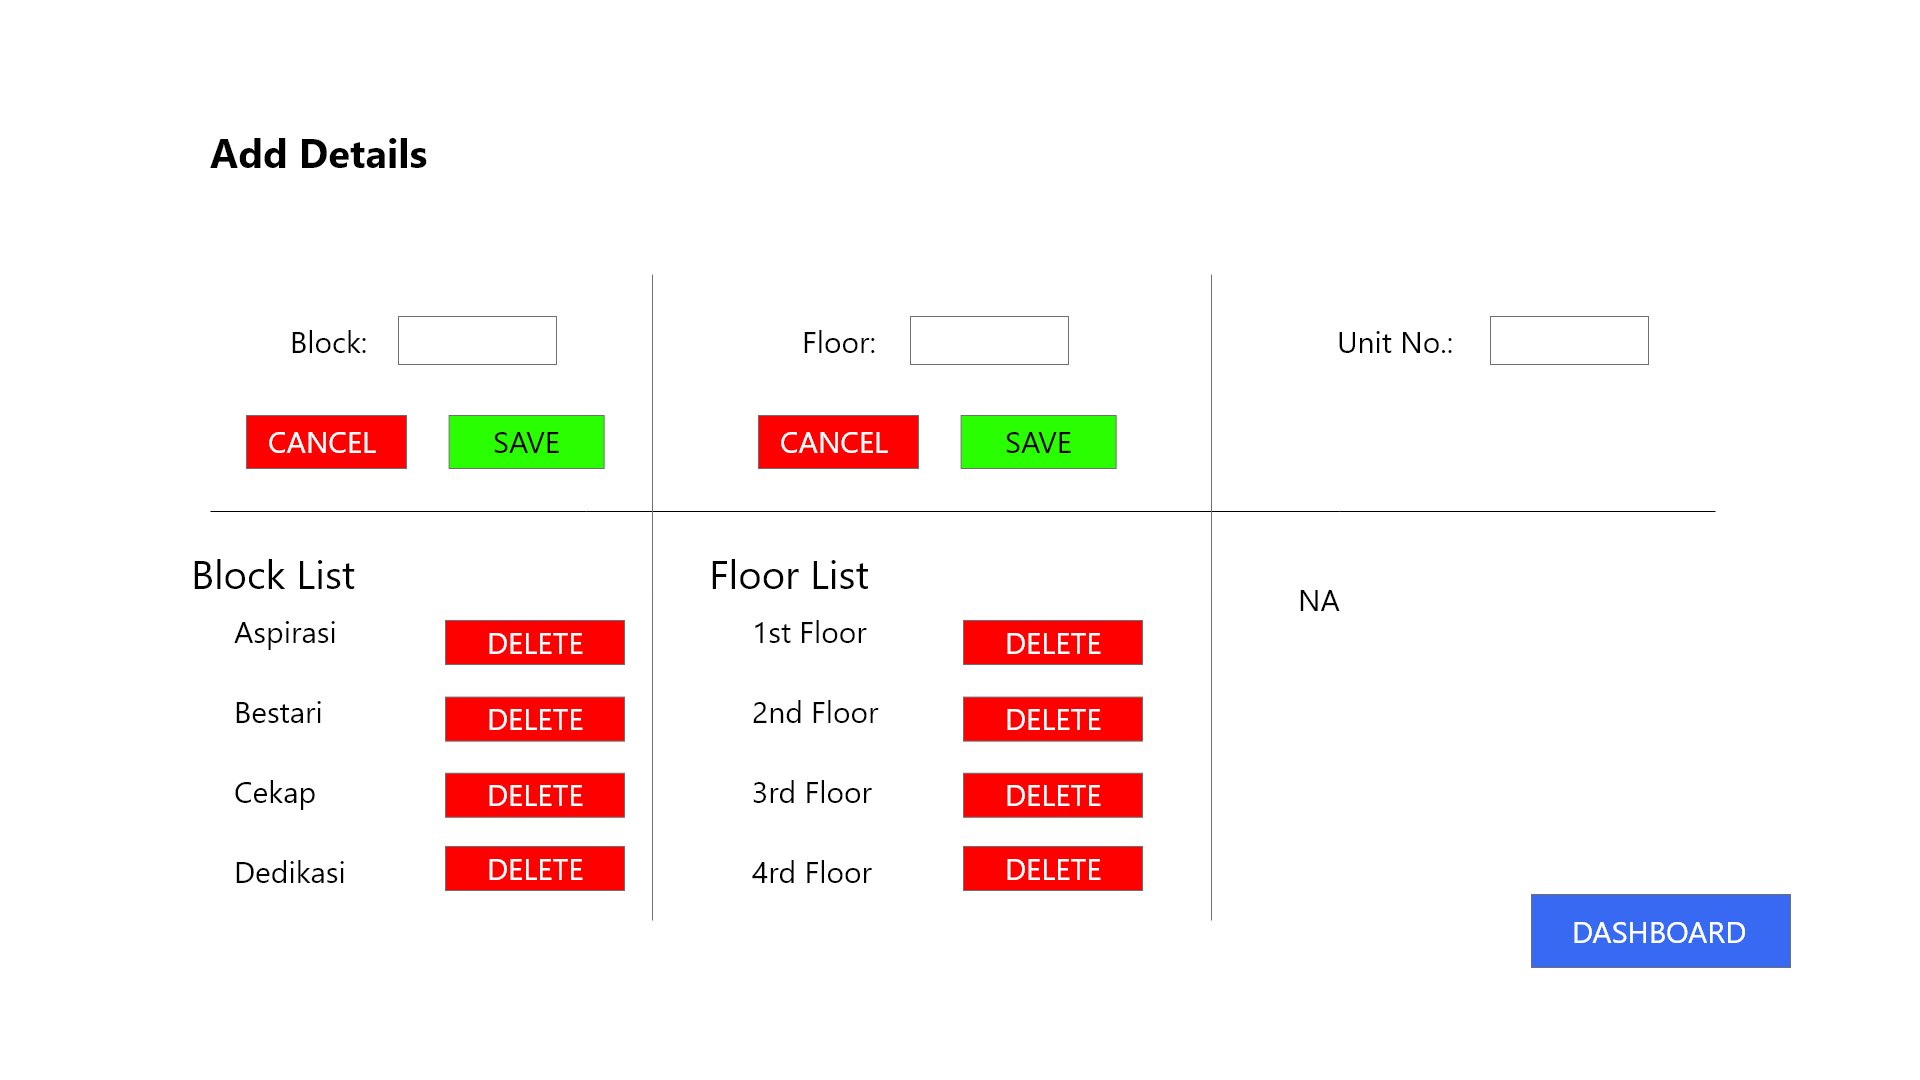 Add Details
Block:
Floor:
Unit No.:
CANCEL
SAVE
CANCEL
SAVE
Block List
Aspirasi
DELETE
Bestari
DELETE
Cekap
DELETE
Dedikasi
DELETE
Floor List
1st Floor
DELETE
2nd Floor
DELETE
3rd Floor
DELETE
4rd Floor
DELETE
NA
DASHBOARD